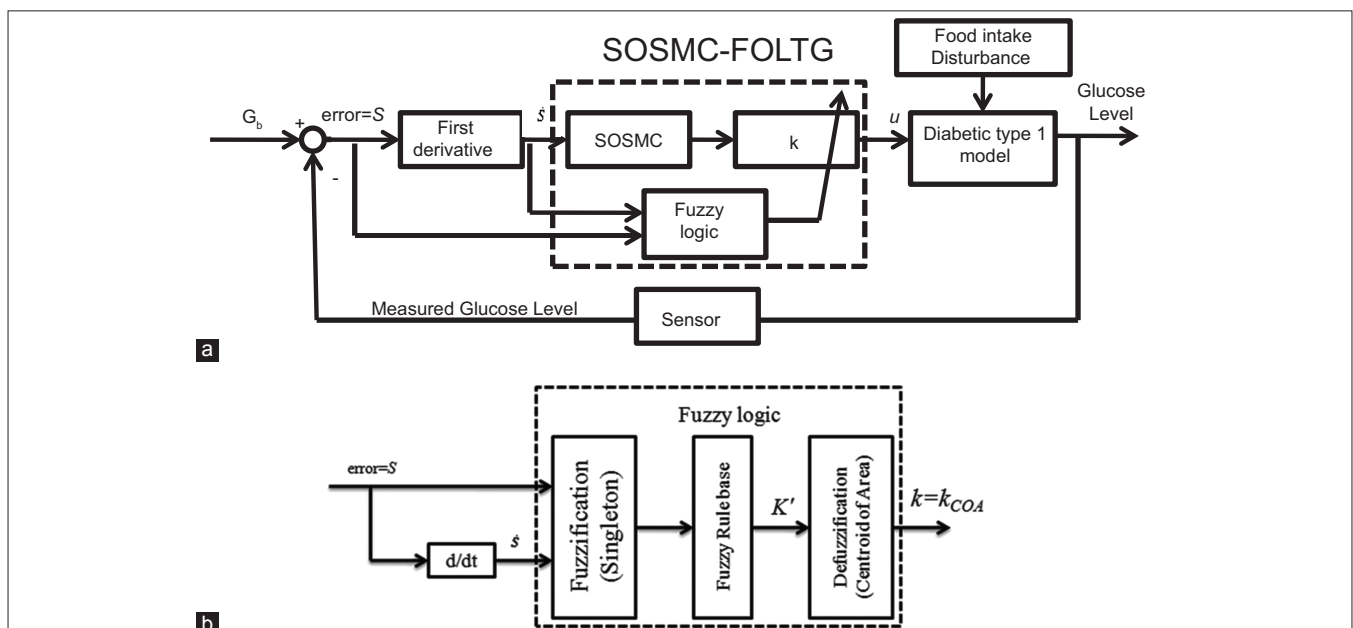 SOSMC-FOLTG
Food intake
Disturbance
Glucose
Level
G_b
+
error=S
First
derivative
ṡ
SOSMC
k
u
Diabetic type 1
model
-
Fuzzy
logic
Measured Glucose Level
Sensor
a
Fuzzy logic
error=S
d/dt
ṡ
Fuzzification
(Singleton)
Fuzzy Rule base
K'
Defuzzification
(Centroid of Area)
k=k_COA
b